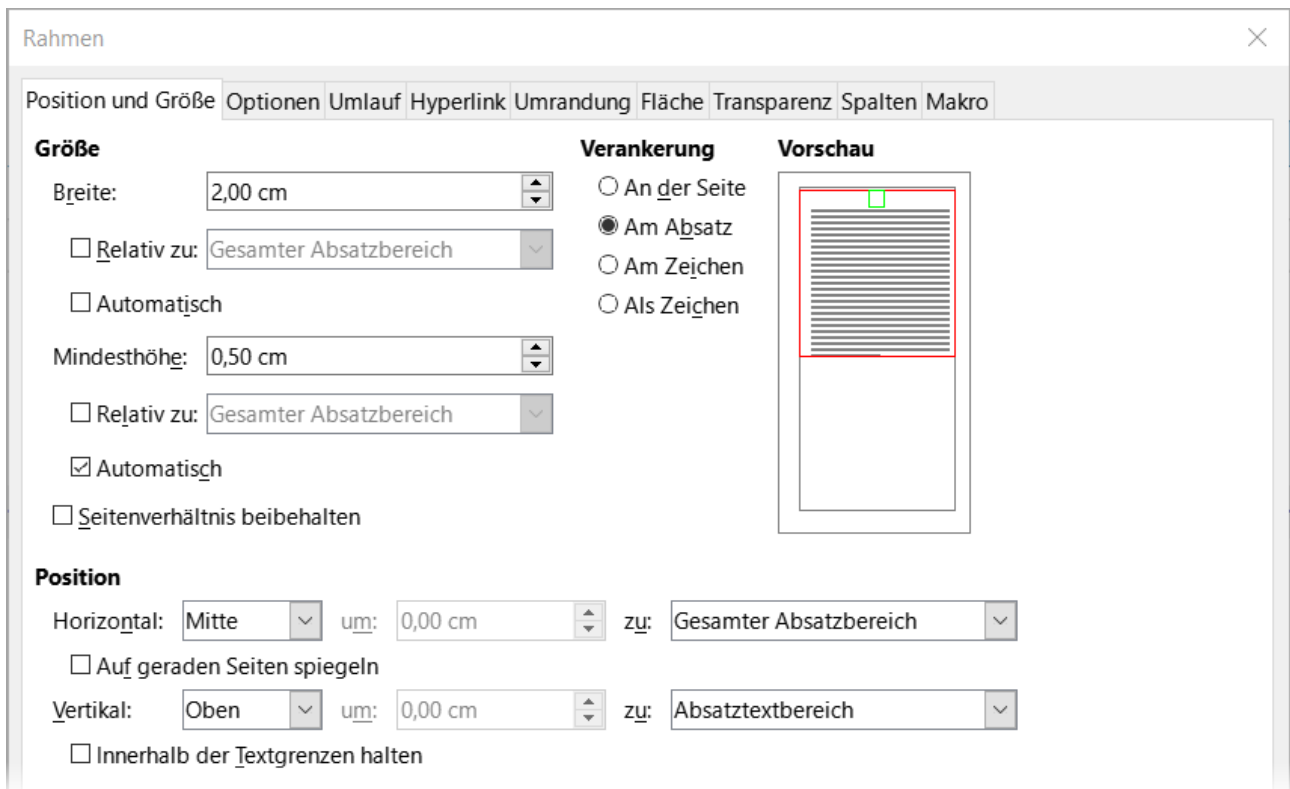 Rahmen
Position und Größe Optionen Umlauf Hyperlink Umrandung Fläche Transparenz Spalten Makro
Größe
Breite: 2,00 cm
Relativ zu: Gesamter Absatzbereich
Automatisch
Mindesthöhe: 0,50 cm
Relativ zu: Gesamter Absatzbereich
Automatisch
Seitenverhältnis beibehalten
Verankerung
An der Seite
Am Absatz
Am Zeichen
Als Zeichen
Vorschau
Position
Horizontal: Mitte um: 0,00 cm zu: Gesamter Absatzbereich
Auf geraden Seiten spiegeln
Vertikal: Oben um: 0,00 cm zu: Absatztextbereich
Innerhalb der Textgrenzen halten